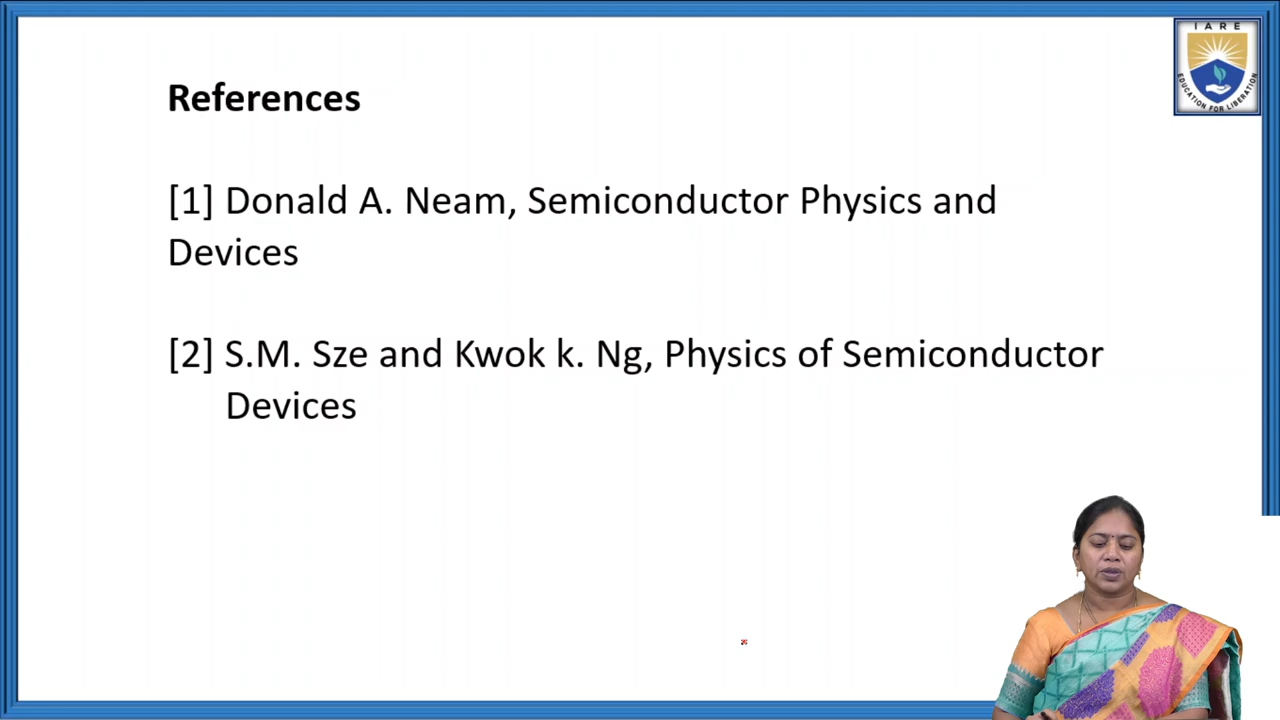 IARE
EDUCATION FOR LIBERATION
References
[1] Donald A. Neam, Semiconductor Physics and
Devices
[2] S.M. Sze and Kwok k. Ng, Physics of Semiconductor
Devices